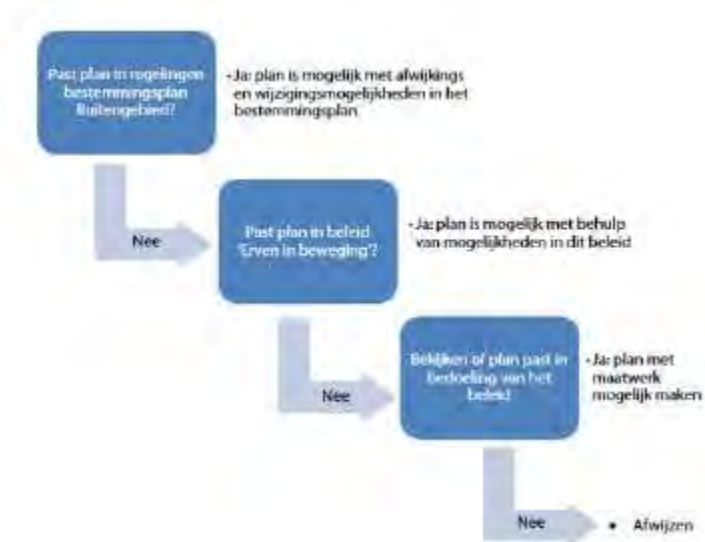 Past plan in regelingen
bestemmingsplan
Buitengebied?
- Ja: plan is mogelijk met afwijkings
en wijzigingsmogelijkheden in het
bestemmingsplan
Nee
Past plan in beleid
'Erven in beweging'?
- Ja: plan is mogelijk met behulp
van mogelijkheden in dit beleid
Nee
Bekijken of plan past in
bedoeling van het
beleid
- Ja: plan met
maatwerk
mogelijk maken
Nee
• Afwijzen